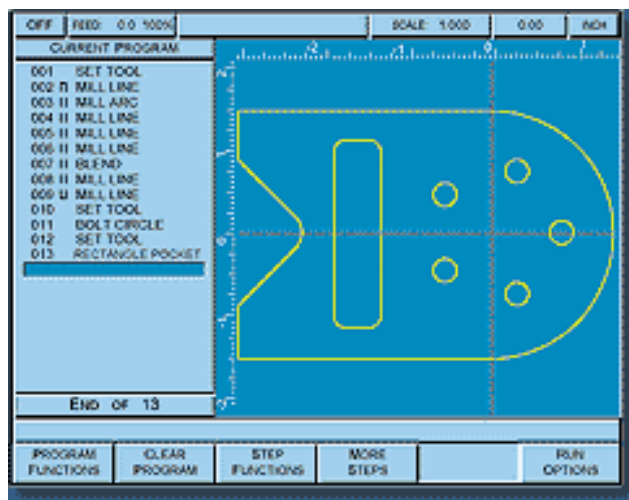 OFF FEED: 0.0 100% SCALE: 1.000 0.00 INCH
CURRENT PROGRAM
001 SET TOOL
002 MILL LINE
003 MILL ARC
004 MILL LINE
005 MILL LINE
006 MILL LINE
007 BLEND
008 MILL LINE
009 MILL LINE
010 SET TOOL
011 BOLT CIRCLE
012 SET TOOL
013 RECTANGLE POCKET
END OF 13
PROGRAM FUNCTIONS
CLEAR PROGRAM
STEP FUNCTIONS
MORE STEPS
RUN OPTIONS